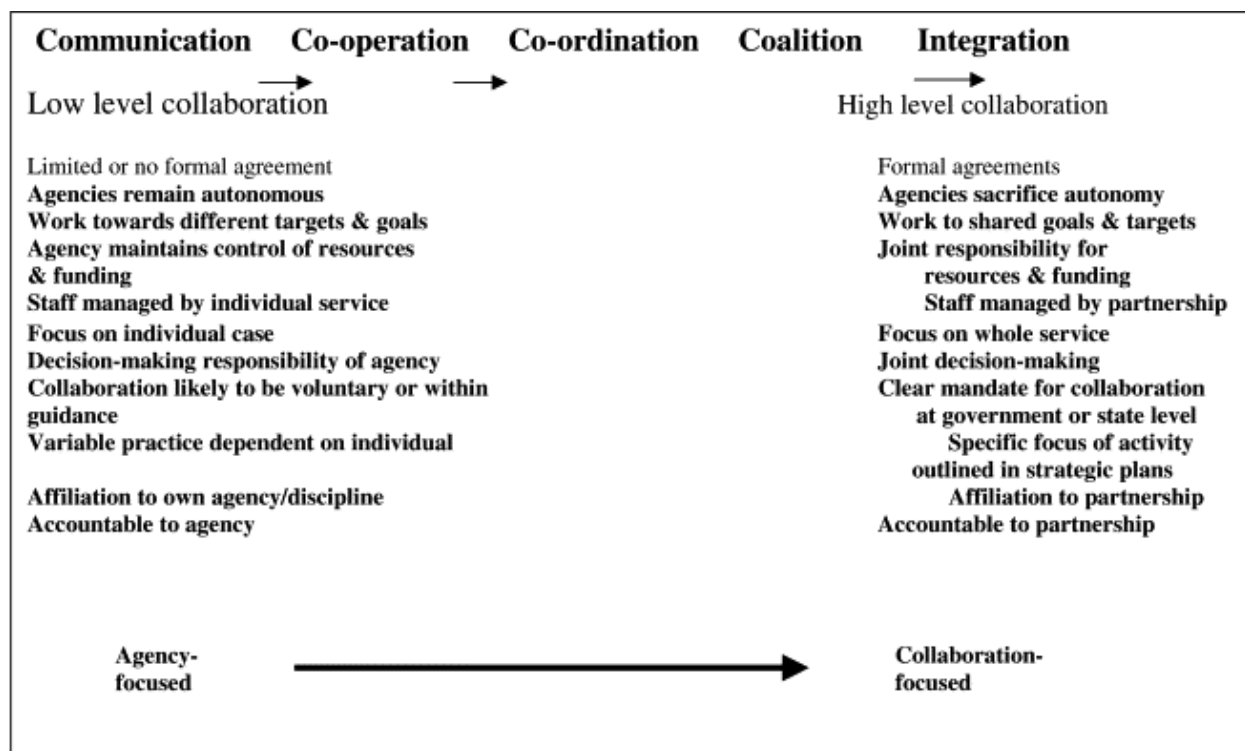 Communication Co-operation Co-ordination Coalition Integration
Low level collaboration High level collaboration
Limited or no formal agreement
Agencies remain autonomous
Work towards different targets & goals
Agency maintains control of resources
& funding
Staff managed by individual service
Focus on individual case
Decision-making responsibility of agency
Collaboration likely to be voluntary or within
guidance
Variable practice dependent on individual
Affiliation to own agency/discipline
Accountable to agency
Formal agreements
Agencies sacrifice autonomy
Work to shared goals & targets
Joint responsibility for
resources & funding
Staff managed by partnership
Focus on whole service
Joint decision-making
Clear mandate for collaboration
at government or state level
Specific focus of activity
outlined in strategic plans
Affiliation to partnership
Accountable to partnership
Agency-
focused
Collaboration-
focused